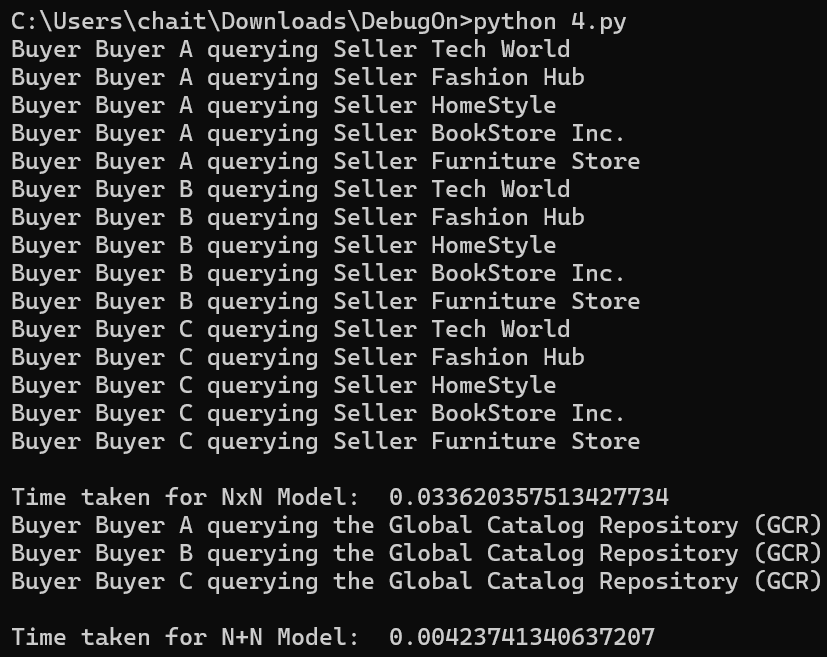 C:\Users\chait\Downloads\DebugOn>python 4.py
Buyer Buyer A querying Seller Tech World
Buyer Buyer A querying Seller Fashion Hub
Buyer Buyer A querying Seller HomeStyle
Buyer Buyer A querying Seller BookStore Inc.
Buyer Buyer A querying Seller Furniture Store
Buyer Buyer B querying Seller Tech World
Buyer Buyer B querying Seller Fashion Hub
Buyer Buyer B querying Seller HomeStyle
Buyer Buyer B querying Seller BookStore Inc.
Buyer Buyer B querying Seller Furniture Store
Buyer Buyer C querying Seller Tech World
Buyer Buyer C querying Seller Fashion Hub
Buyer Buyer C querying Seller HomeStyle
Buyer Buyer C querying Seller BookStore Inc.
Buyer Buyer C querying Seller Furniture Store
Time taken for NxN Model:  0.033620357513427734
Buyer Buyer A querying the Global Catalog Repository (GCR)
Buyer Buyer B querying the Global Catalog Repository (GCR)
Buyer Buyer C querying the Global Catalog Repository (GCR)
Time taken for N+N Model:  0.00423741340637207